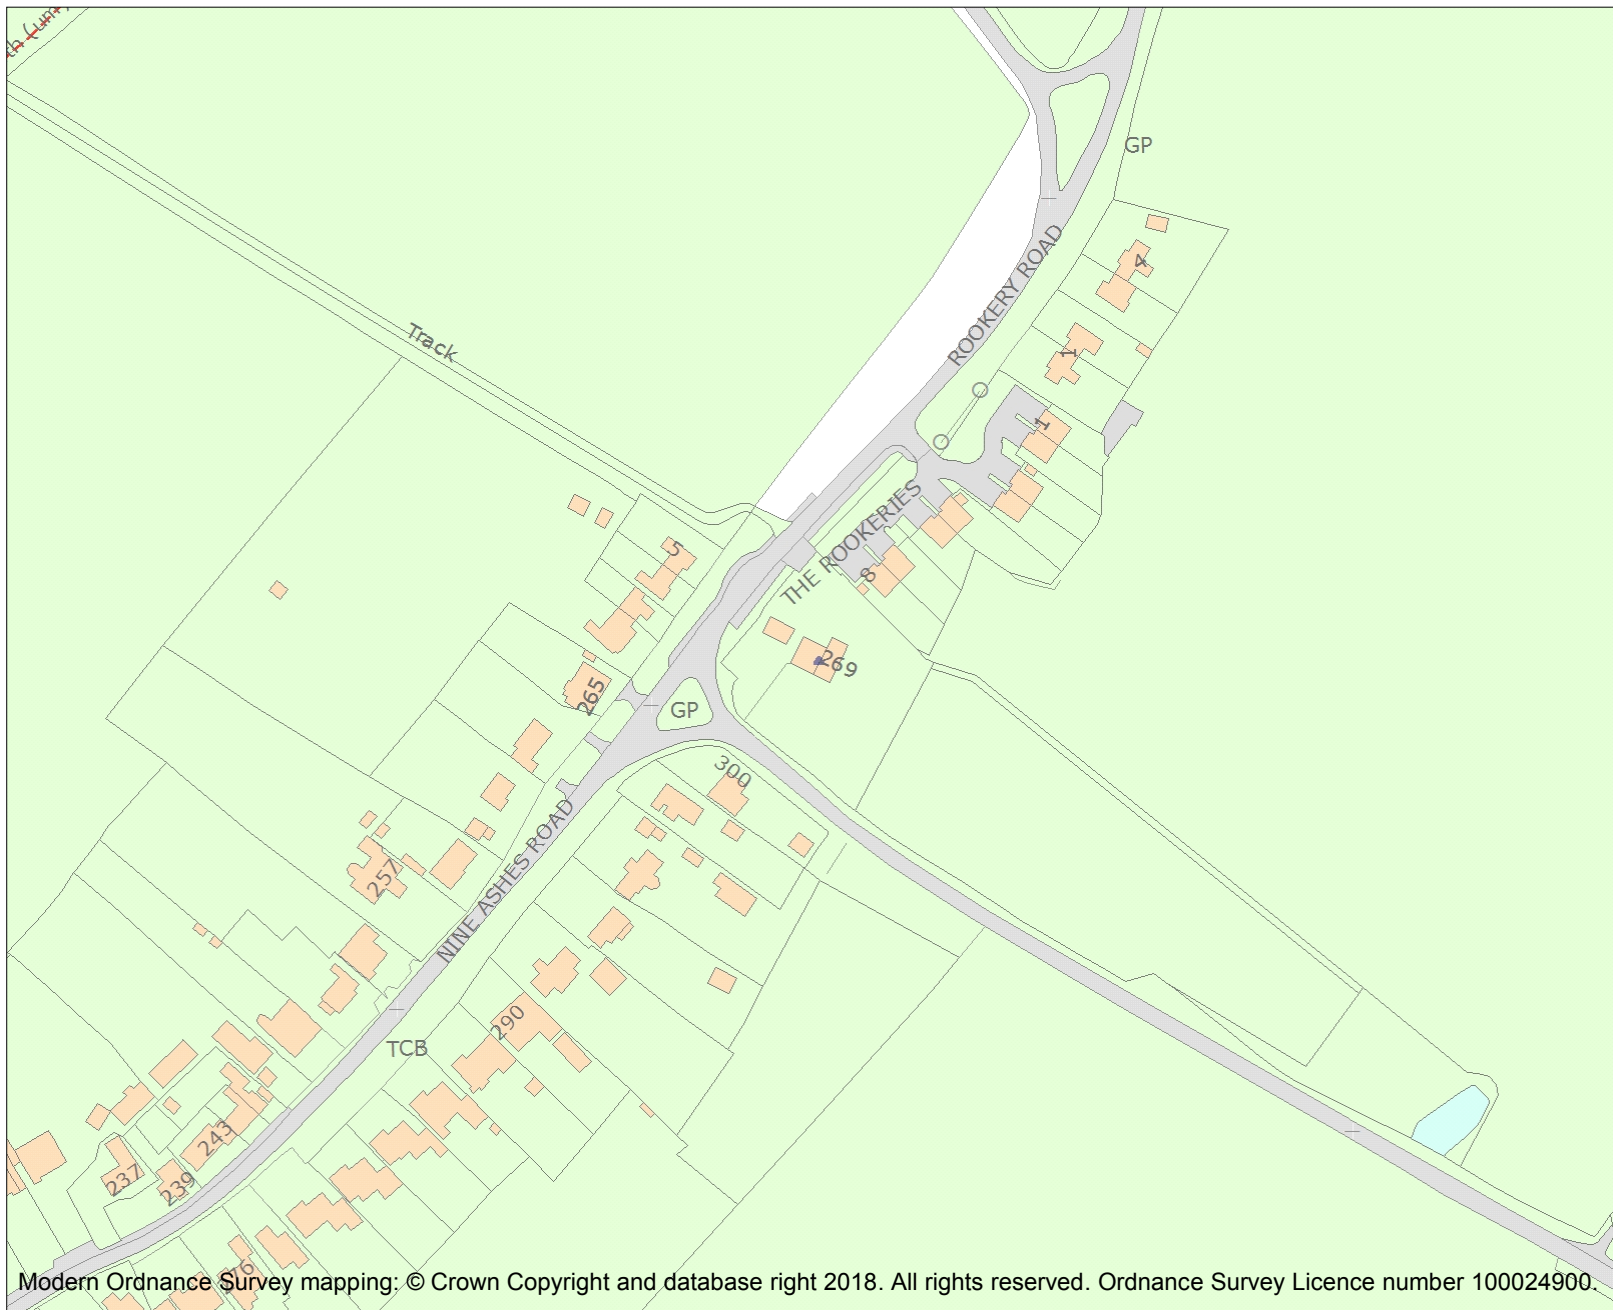 GP
4
ROOKERY ROAD
Track
1
1
THE ROOKERIES
5
8
269
265
GP
300
257
NINE ASHES ROAD
290
TCB
243
237
239
Modern Ordnance Survey mapping: © Crown Copyright and database right 2018. All rights reserved. Ordnance Survey Licence number 100024900.